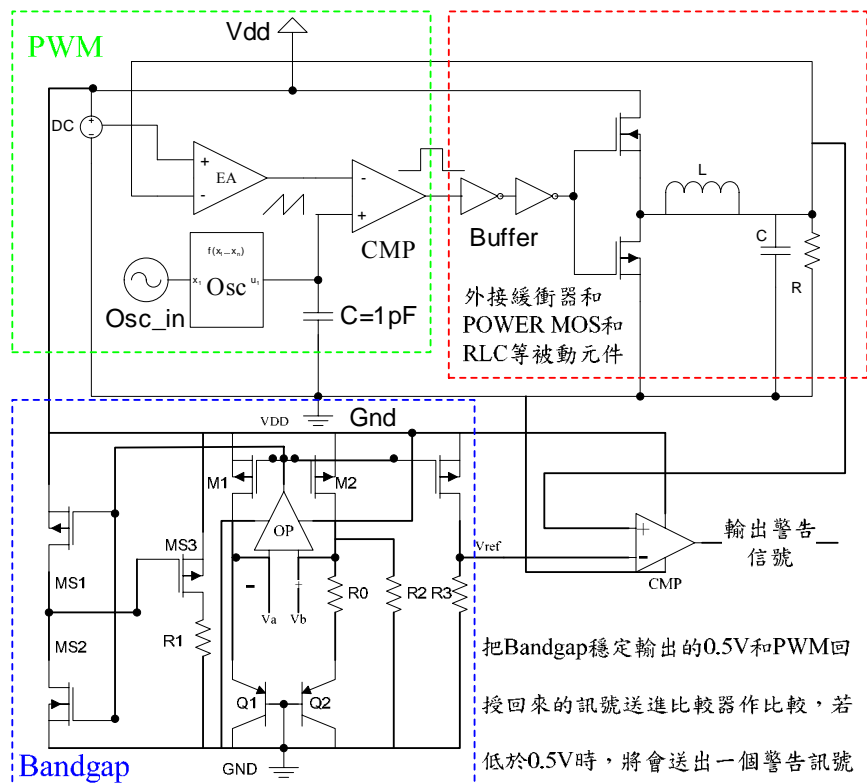 PWM
Vdd
DC
+
-
EA
-
+
CMP
Buffer
L
C
R
f(x₁-xₙ)
x₁ Osc u₁
Osc_in
C=1pF
外接緩衝器和
POWER MOS和
RLC等被動元件
VDD
Gnd
M1
M2
OP
MS3
MS1
MS2
R1
-
+
Va
Vb
R0
R2
R3
Vref
Q1
Q2
GND
Bandgap
+
-
CMP
輸出警告
信號
把Bandgap穩定輸出的0.5V和PWM回
授回來的訊號送進比較器作比較，若
低於0.5V時，將會送出一個警告訊號